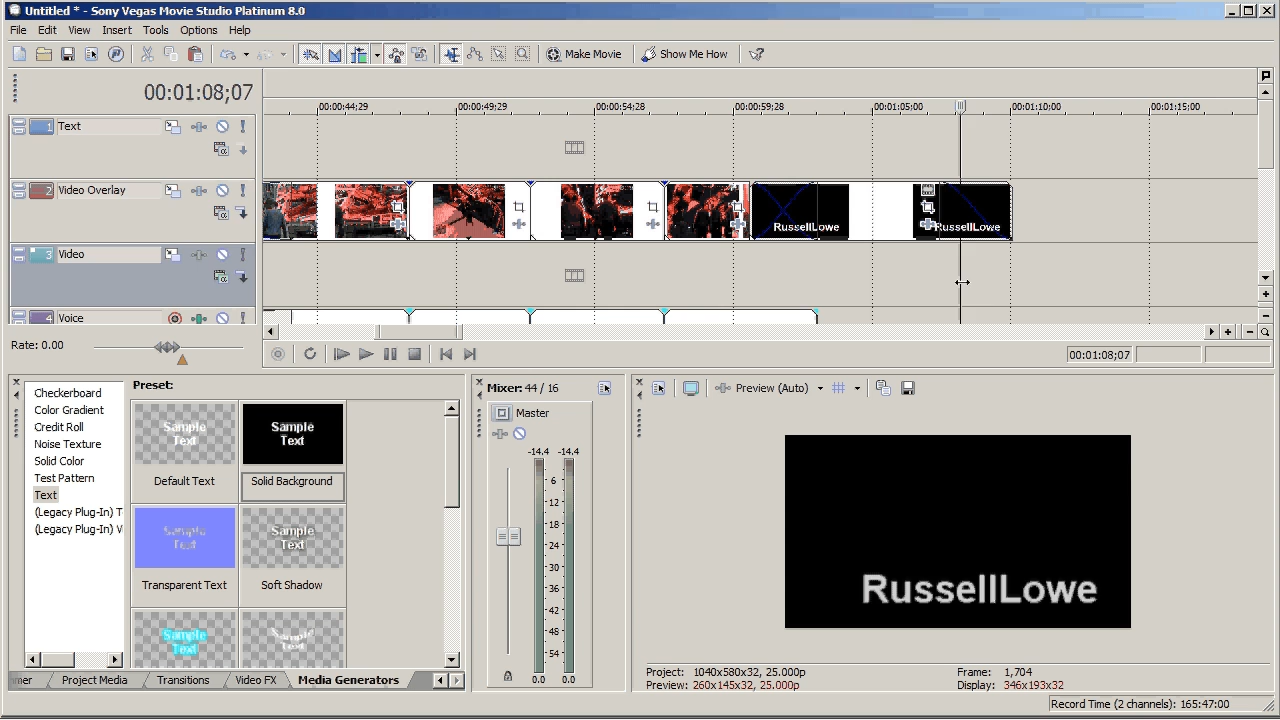 Untitled * - Sony Vegas Movie Studio Platinum 8.0
File Edit View Insert Tools Options Help
Make Movie Show Me How
00:01:08;07
00:00:44;29 00:00:49;29 00:00:54;28 00:00:59;28 00:01:05:00 00:01:10;00 00:01:15:00
1 Text
2 Video Overlay
RussellLowe RussellLowe
3 Video
4 Voice
Rate: 0.00
00:01:08;07
Checkerboard
Color Gradient
Credit Roll
Noise Texture
Solid Color
Test Pattern
Text
(Legacy Plug-In) T
(Legacy Plug-In) V
Preset:
Sample Text
Default Text
Sample Text
Solid Background
Sample Text
Transparent Text
Sample Text
Soft Shadow
Sample Text
Sample Text
mer Project Media Transitions Video FX Media Generators
Mixer: 44 / 16
Master
-14.4 -14.4
6
12
18
24
30
36
42
48
54
0.0 0.0
Preview (Auto)
RussellLowe
Project: 1040x580x32, 25.000p
Preview: 260x145x32, 25.000p
Frame: 1,704
Display: 346x193x32
Record Time (2 channels): 165:47:00